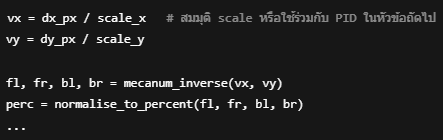 vx = dx_px / scale_x   # สมมุติ scale หรือใช้ร่วมกับ PID ในหัวข้อถัดไป
vy = dy_px / scale_y
fl, fr, bl, br = mecanum_inverse(vx, vy)
perc = normalise_to_percent(fl, fr, bl, br)
...